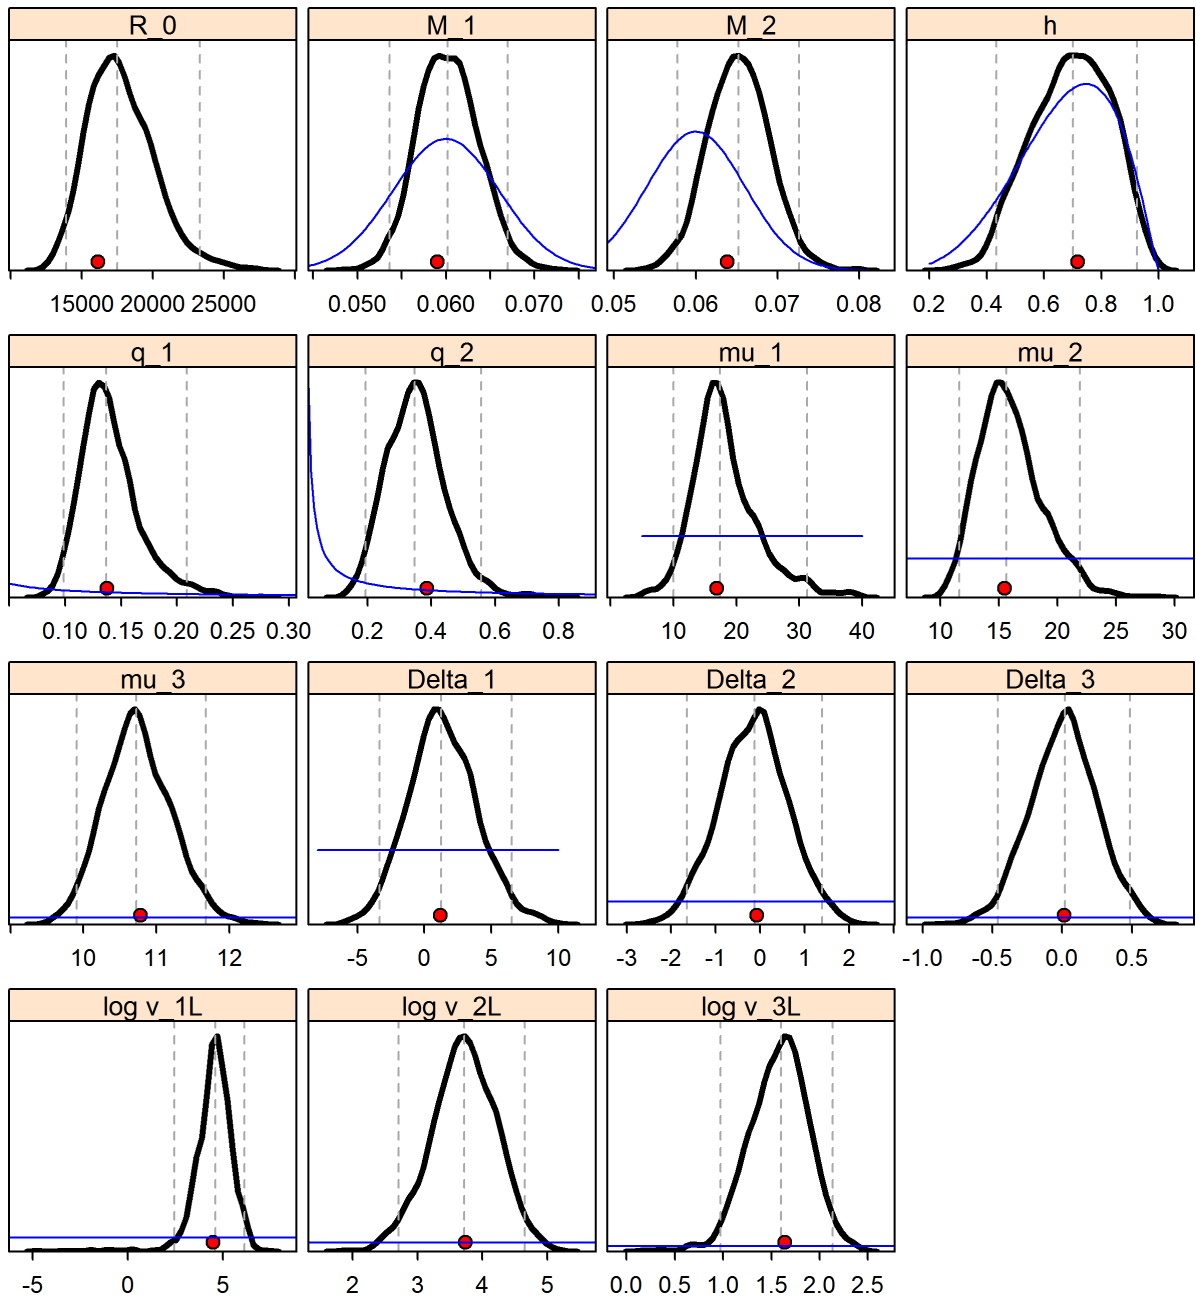 R_0 M_1 M_2 h
15000 20000 25000 0.050 0.060 0.070 0.05 0.06 0.07 0.08 0.2 0.4 0.6 0.8 1.0
q_1 q_2 mu_1 mu_2
0.10 0.15 0.20 0.25 0.30 0.2 0.4 0.6 0.8 10 20 30 40 10 15 20 25 30
mu_3 Delta_1 Delta_2 Delta_3
10 11 12 -5 0 5 10 -3 -2 -1 0 1 2 -1.0 -0.5 0.0 0.5
log v_1L log v_2L log v_3L
-5 0 5 2 3 4 5 0.0 0.5 1.0 1.5 2.0 2.5